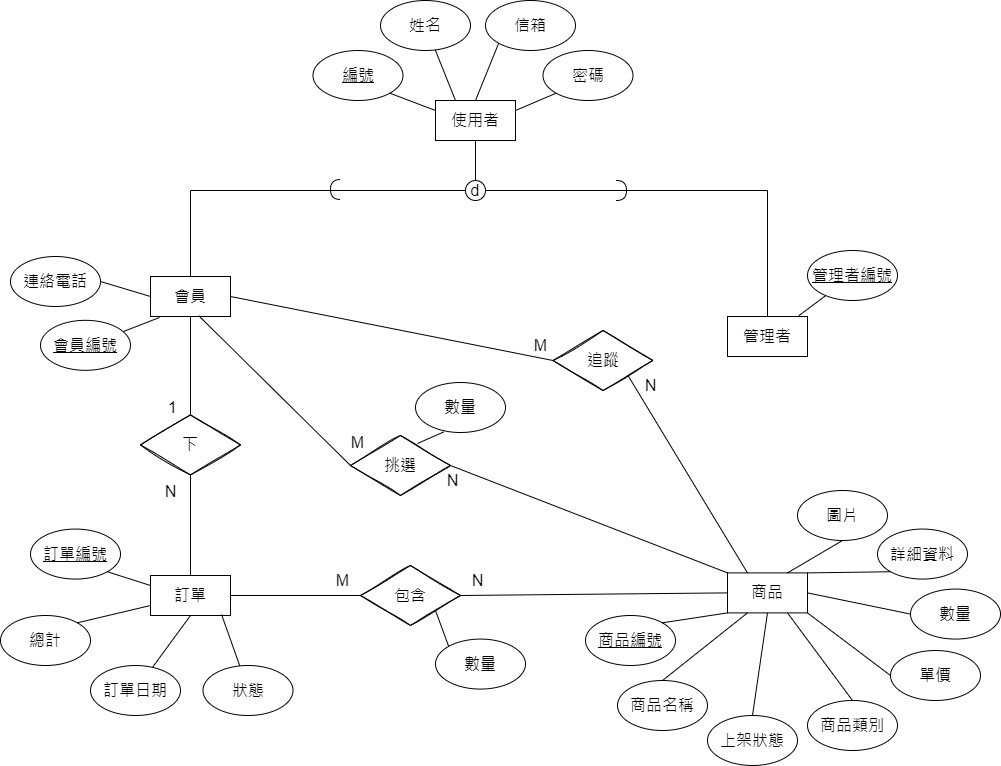 姓名
信箱
編號
密碼
使用者
d
連絡電話
會員
會員編號
管理者編號
管理者
M
追蹤
N
數量
1
下
N
M
挑選
N
圖片
詳細資料
訂單編號
訂單
M
包含
N
商品
數量
總計
商品編號
數量
單價
訂單日期
狀態
商品名稱
上架狀態
商品類別